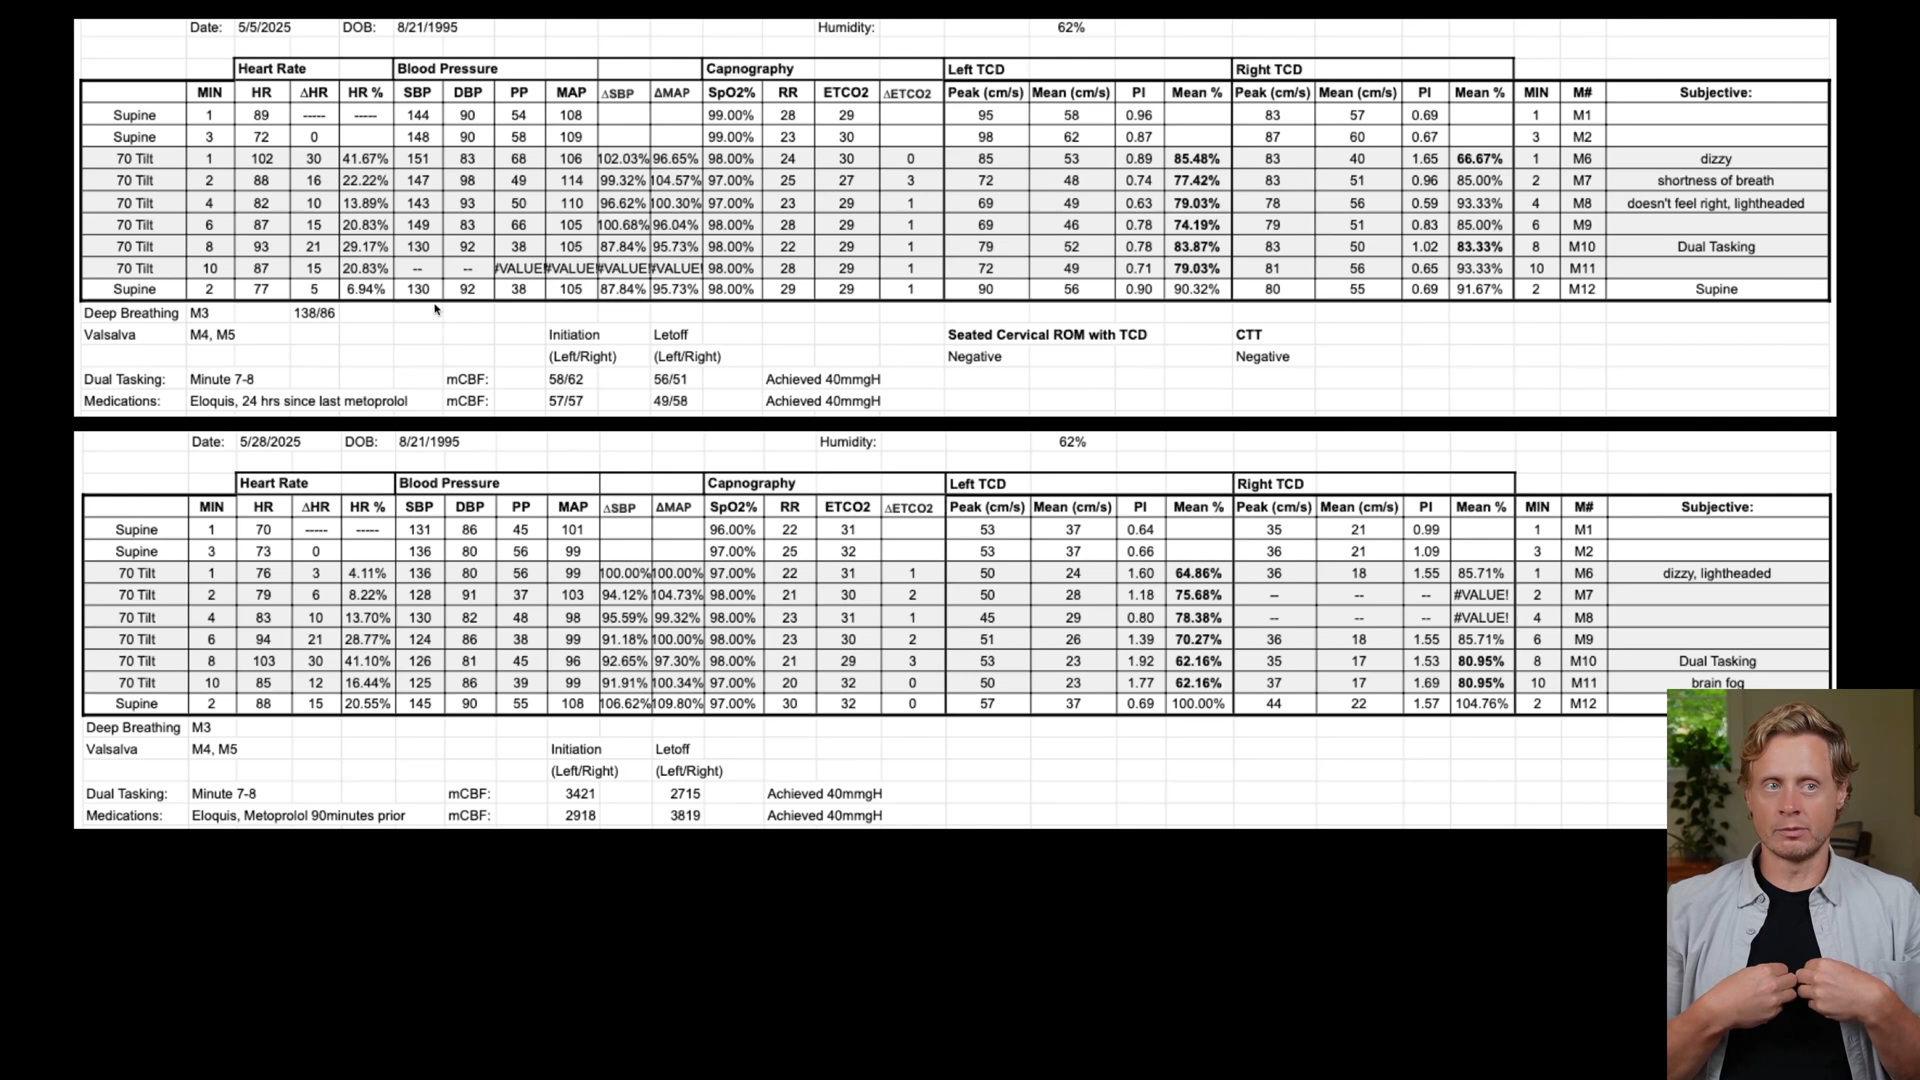 Date: 5/5/2025 DOB: 8/21/1995 Humidity: 62%
Heart Rate Blood Pressure Capnography Left TCD Right TCD
MIN HR ΔHR HR % SBP DBP PP MAP ΔSBP ΔMAP SpO2% RR ETCO2 ΔETCO2 Peak (cm/s) Mean (cm/s) PI Mean % Peak (cm/s) Mean (cm/s) PI Mean % MIN M# Subjective:
Supine 1 89 ----- ----- 144 90 54 108 99.00% 28 29 95 58 0.96 83 57 0.69 1 M1
Supine 3 72 0 148 90 58 109 99.00% 23 30 98 62 0.87 87 60 0.67 3 M2
70 Tilt 1 102 30 41.67% 151 83 68 106 102.03% 96.65% 98.00% 24 30 0 85 53 0.89 85.48% 83 40 1.65 66.67% 1 M6 dizzy
70 Tilt 2 88 16 22.22% 147 98 49 114 99.32% 104.57% 97.00% 25 27 3 72 48 0.74 77.42% 83 51 0.96 85.00% 2 M7 shortness of breath
70 Tilt 4 82 10 13.89% 143 93 50 110 96.62% 100.30% 97.00% 23 29 1 69 49 0.63 79.03% 78 56 0.59 93.33% 4 M8 doesn't feel right, lightheaded
70 Tilt 6 87 15 20.83% 149 83 66 105 100.68% 96.04% 98.00% 28 29 1 69 46 0.78 74.19% 79 51 0.83 85.00% 6 M9
70 Tilt 8 93 21 29.17% 130 92 38 105 87.84% 95.73% 98.00% 22 29 1 79 52 0.78 83.87% 83 50 1.02 83.33% 8 M10 Dual Tasking
70 Tilt 10 87 15 20.83% -- -- #VALUE! #VALUE! #VALUE! #VALUE! 98.00% 28 29 1 72 49 0.71 79.03% 81 56 0.65 93.33% 10 M11
Supine 2 77 5 6.94% 130 92 38 105 87.84% 95.73% 98.00% 29 29 1 90 56 0.90 90.32% 80 55 0.69 91.67% 2 M12 Supine
Deep Breathing M3 138/86
Valsalva M4, M5 Initiation Letoff Seated Cervical ROM with TCD CTT
(Left/Right) (Left/Right) Negative Negative
Dual Tasking: Minute 7-8 mCBF: 58/62 56/51 Achieved 40mmgH
Medications: Eloquis, 24 hrs since last metoprolol mCBF: 57/57 49/58 Achieved 40mmgH
Date: 5/28/2025 DOB: 8/21/1995 Humidity: 62%
Heart Rate Blood Pressure Capnography Left TCD Right TCD
MIN HR ΔHR HR % SBP DBP PP MAP ΔSBP ΔMAP SpO2% RR ETCO2 ΔETCO2 Peak (cm/s) Mean (cm/s) PI Mean % Peak (cm/s) Mean (cm/s) PI Mean % MIN M# Subjective:
Supine 1 70 ----- ----- 131 86 45 101 96.00% 22 31 53 37 0.64 35 21 0.99 1 M1
Supine 3 73 0 136 80 56 99 97.00% 25 32 53 37 0.66 36 21 1.09 3 M2
70 Tilt 1 76 3 4.11% 136 80 56 99 100.00% 100.00% 97.00% 22 31 1 50 24 1.60 64.86% 36 18 1.55 85.71% 1 M6 dizzy, lightheaded
70 Tilt 2 79 6 8.22% 128 91 37 103 94.12% 104.73% 98.00% 21 30 2 50 28 1.18 75.68% -- -- -- #VALUE! 2 M7
70 Tilt 4 83 10 13.70% 130 82 48 98 95.59% 99.32% 98.00% 23 31 1 45 29 0.80 78.38% -- -- -- #VALUE! 4 M8
70 Tilt 6 94 21 28.77% 124 86 38 99 91.18% 100.00% 98.00% 23 30 2 51 26 1.39 70.27% 36 18 1.55 85.71% 6 M9
70 Tilt 8 103 30 41.10% 126 81 45 96 92.65% 97.30% 98.00% 21 29 3 53 23 1.92 62.16% 35 17 1.53 80.95% 8 M10 Dual Tasking
70 Tilt 10 85 12 16.44% 125 86 39 99 91.91% 100.34% 97.00% 20 32 0 50 23 1.77 62.16% 37 17 1.69 80.95% 10 M11 brain fog
Supine 2 88 15 20.55% 145 90 55 108 106.62% 109.80% 97.00% 30 32 0 57 37 0.69 100.00% 44 22 1.57 104.76% 2 M12
Deep Breathing M3
Valsalva M4, M5 Initiation Letoff
(Left/Right) (Left/Right)
Dual Tasking: Minute 7-8 mCBF: 3421 2715 Achieved 40mmgH
Medications: Eloquis, Metoprolol 90minutes prior mCBF: 2918 3819 Achieved 40mmgH